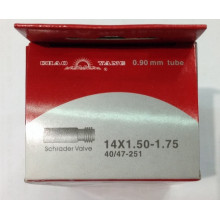 CHAO YANG
0.90 mm tube
Schrader Valve
14X1.50-1.75
40/47-251